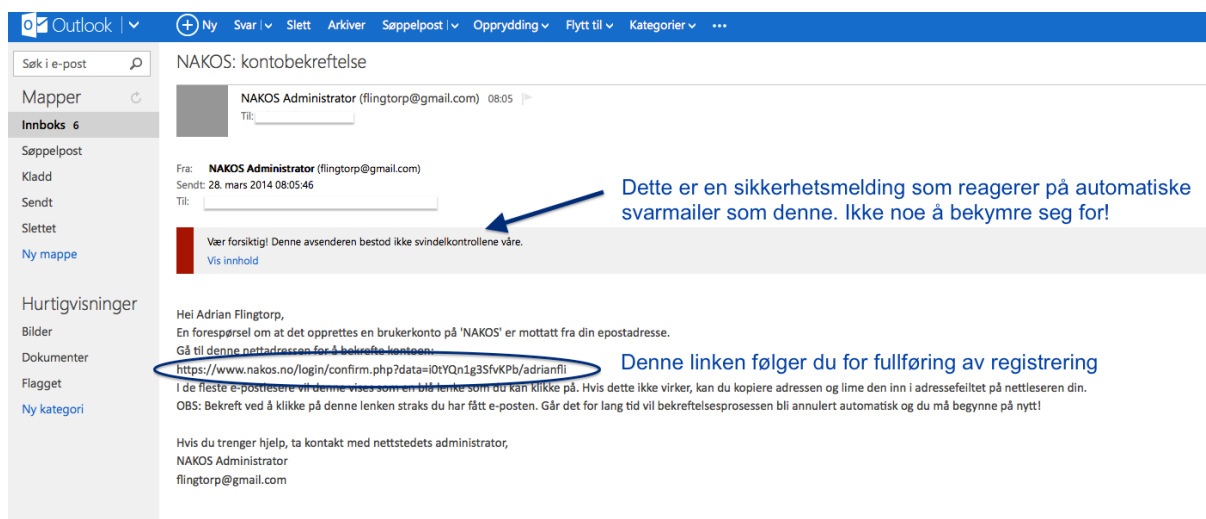 Outlook
Ny Svar Slett Arkiver Søppelpost Opprydding Flytt til Kategorier •••
Søk i e-post
Mapper
Innboks 6
Søppelpost
Kladd
Sendt
Slettet
Ny mappe
Hurtigvisninger
Bilder
Dokumenter
Flagget
Ny kategori
NAKOS: kontobekreftelse
NAKOS Administrator (flingtorp@gmail.com) 08:05
Til:
Fra: NAKOS Administrator (flingtorp@gmail.com)
Sendt: 28. mars 2014 08:05:46
Til:
Dette er en sikkerhetsmelding som reagerer på automatiske
svarmailer som denne. Ikke noe å bekymre seg for!
Vær forsiktig! Denne avsenderen bestod ikke svindelkontrollene våre.
Vis innhold
Hei Adrian Flingtorp,
En forespørsel om at det opprettes en brukerkonto på 'NAKOS' er mottatt fra din epostadresse.
Gå til denne nettadressen for å bekrefte kontoen:
https://www.nakos.no/login/confirm.php?data=i0tYQn1g3SfvKPb/adrianfli
Denne linken følger du for fullføring av registrering
I de fleste e-postlesere vil denne vises som en blå lenke som du kan klikke på. Hvis dette ikke virker, kan du kopiere adressen og lime den inn i adressefeiltet på nettleseren din.
OBS: Bekreft ved å klikke på denne lenken straks du har fått e-posten. Går det for lang tid vil bekreftelsesprosessen bli annulert automatisk og du må begynne på nytt!
Hvis du trenger hjelp, ta kontakt med nettstedets administrator,
NAKOS Administrator
flingtorp@gmail.com